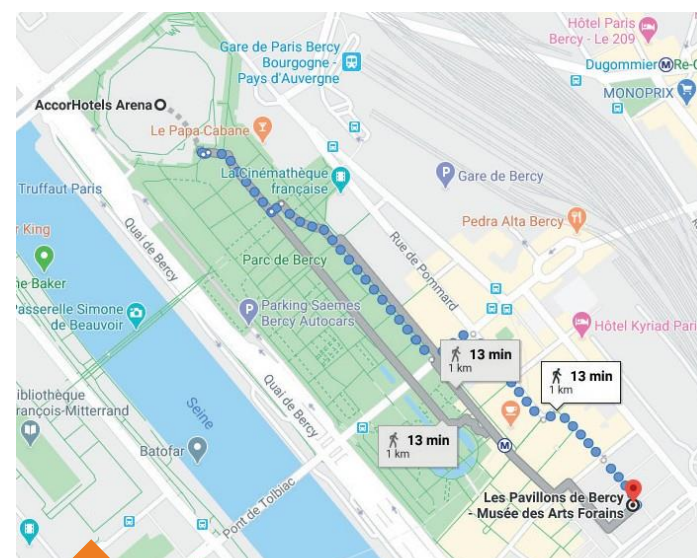 Hôtel Paris
Bercy - Le 209
Gare de Paris Bercy
Bourgogne -
Pays d'Auvergne
Dugommier
M
MONOPRIX
AccorHotels Arena
Le Papa Cabane
La Cinémathèque
française
P
Gare de Bercy
Truffaut Paris
Quai de Bercy
Pedra Alta Bercy
King
Parc de Bercy
Rue de Pommard
Baker
Passerelle Simone
de Beauvoir
P
Parking Saemes
Bercy Autocars
Hôtel Kyriad Pari
13 min
1 km
13 min
1 km
Quai de Bercy
Bibliothèque
François-Mitterrand
Seine
13 min
1 km
M
Batofar
Pont de Tolbiac
Les Pavillons de Bercy
- Musée des Arts Forains